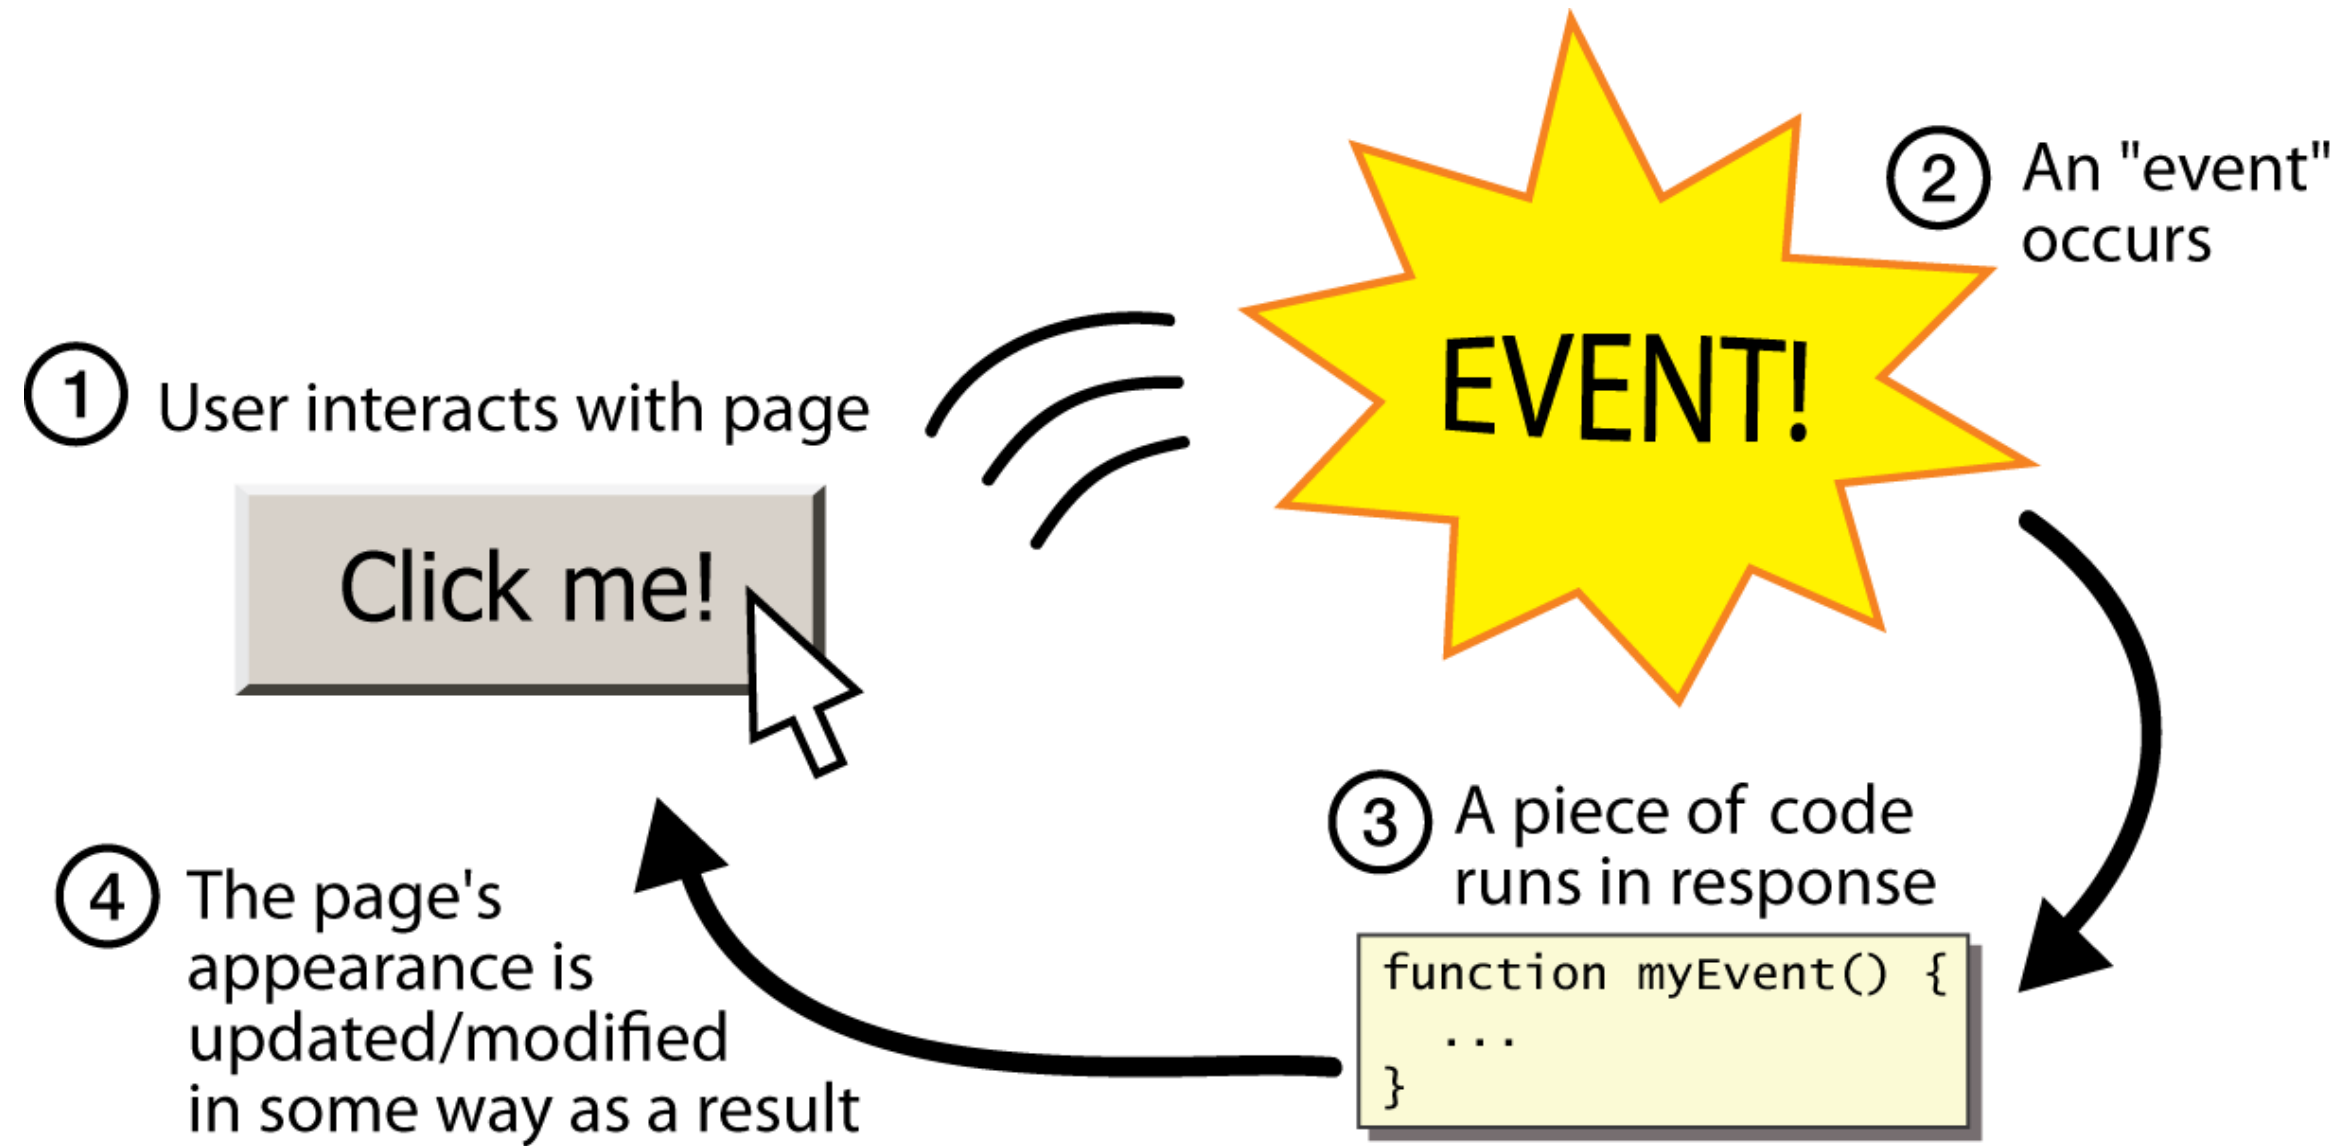 1 User interacts with page
Click me!
EVENT!
2 An "event"
occurs
3 A piece of code
runs in response
function myEvent() {
...
}
4 The page's
appearance is
updated/modified
in some way as a result